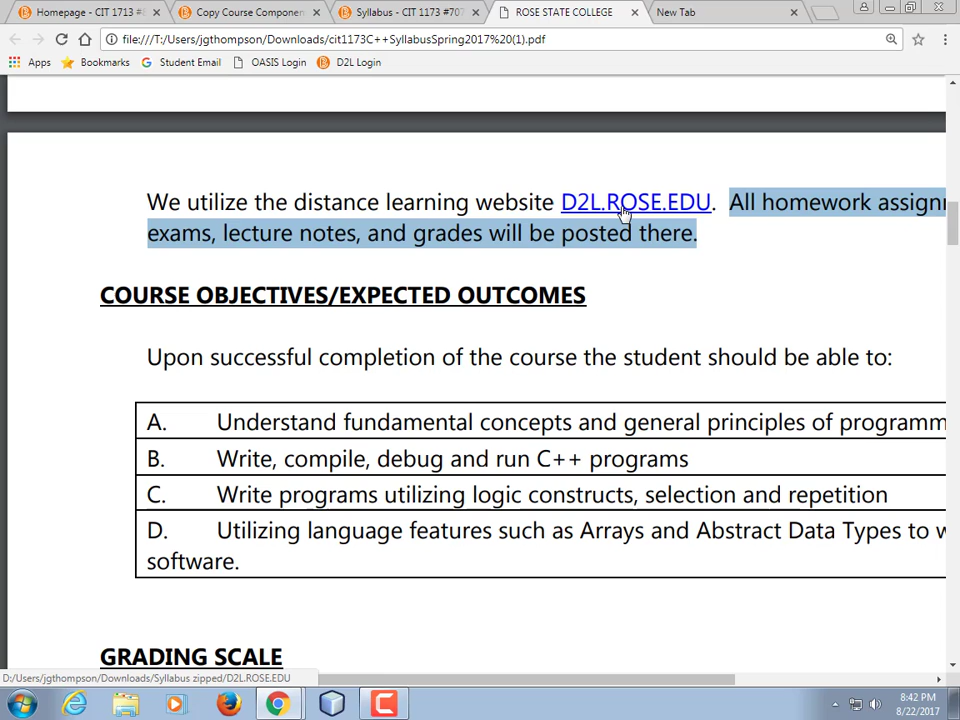 Homepage - CIT 1713 #
Copy Course Componen
Syllabus - CIT 1173 #707
ROSE STATE COLLEGE
New Tab
file:///T:/Users/jgthompson/Downloads/cit1173C++SyllabusSpring2017%20(1).pdf
Apps
Bookmarks
Student Email
OASIS Login
D2L Login
We utilize the distance learning website D2L.ROSE.EDU. All homework assign
exams, lecture notes, and grades will be posted there.
COURSE OBJECTIVES/EXPECTED OUTCOMES
Upon successful completion of the course the student should be able to:
A. Understand fundamental concepts and general principles of programm
B. Write, compile, debug and run C++ programs
C. Write programs utilizing logic constructs, selection and repetition
D. Utilizing language features such as Arrays and Abstract Data Types to w
software.
GRADING SCALE
D:/Users/jgthompson/Downloads/Syllabus zipped/D2L.ROSE.EDU
8:42 PM
8/22/2017